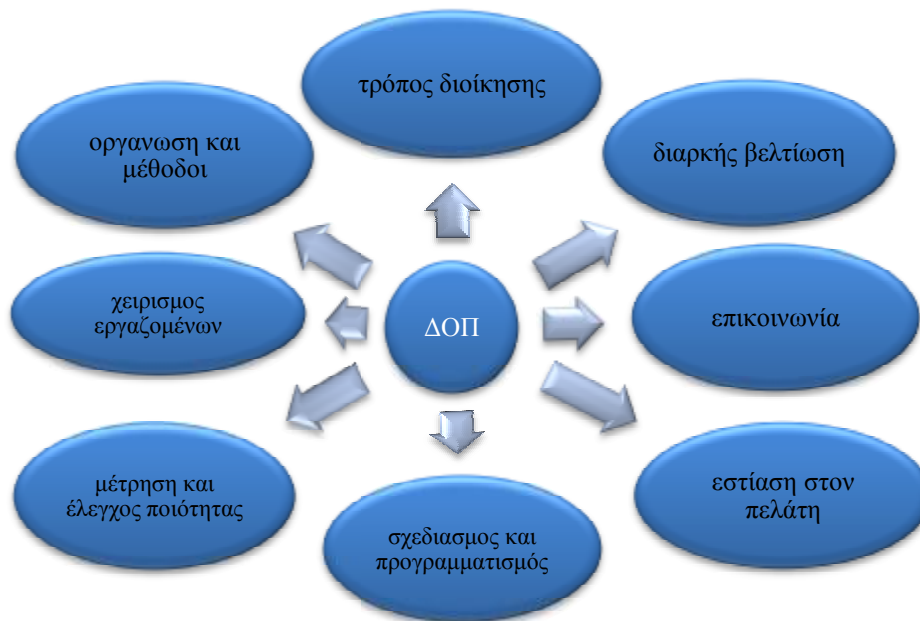 τρόπος διοίκησης
οργανωση και
μέθοδοι
διαρκής βελτίωση
χειρισμος
εργαζομένων
ΔΟΠ
επικοινωνία
μέτρηση και
έλεγχος ποιότητας
εστίαση στον
πελάτη
σχεδιασμος και
προγραμματισμός